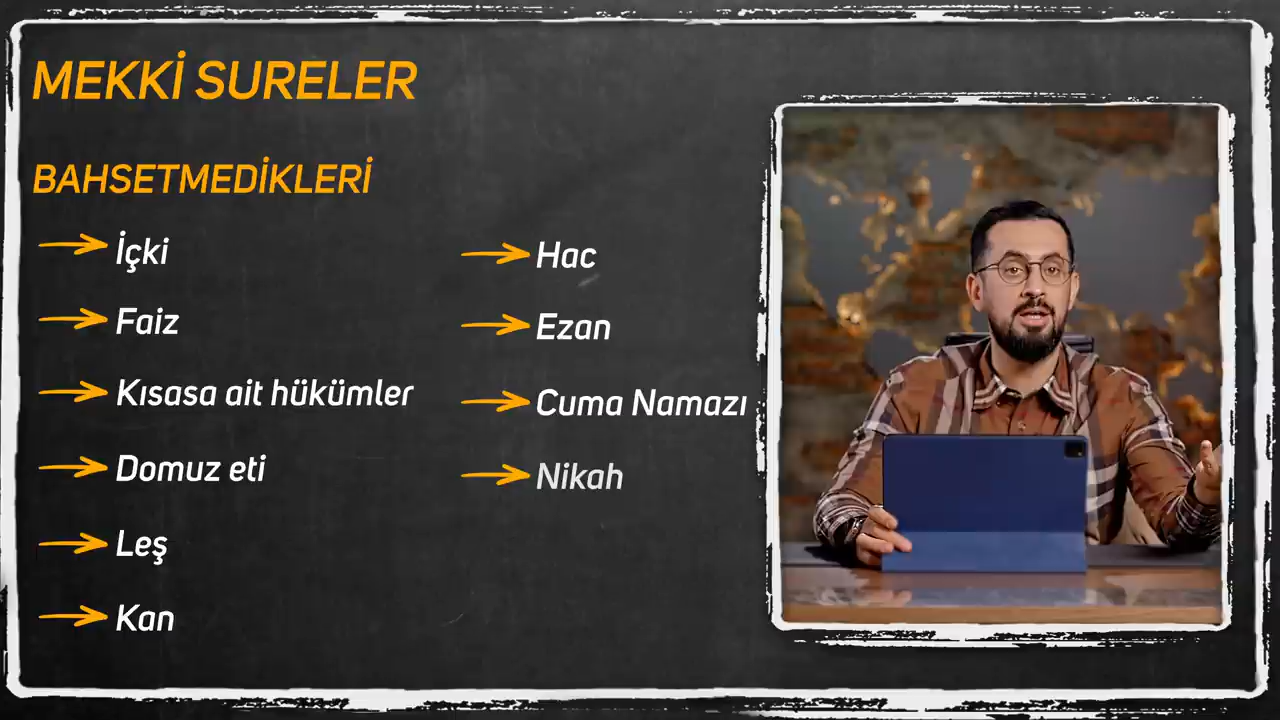 MEKKİ SURELER
BAHSETMEDİKLERİ
İçki
Faiz
Kısasa ait hükümler
Domuz eti
Leş
Kan
Hac
Ezan
Cuma Namazı
Nikah